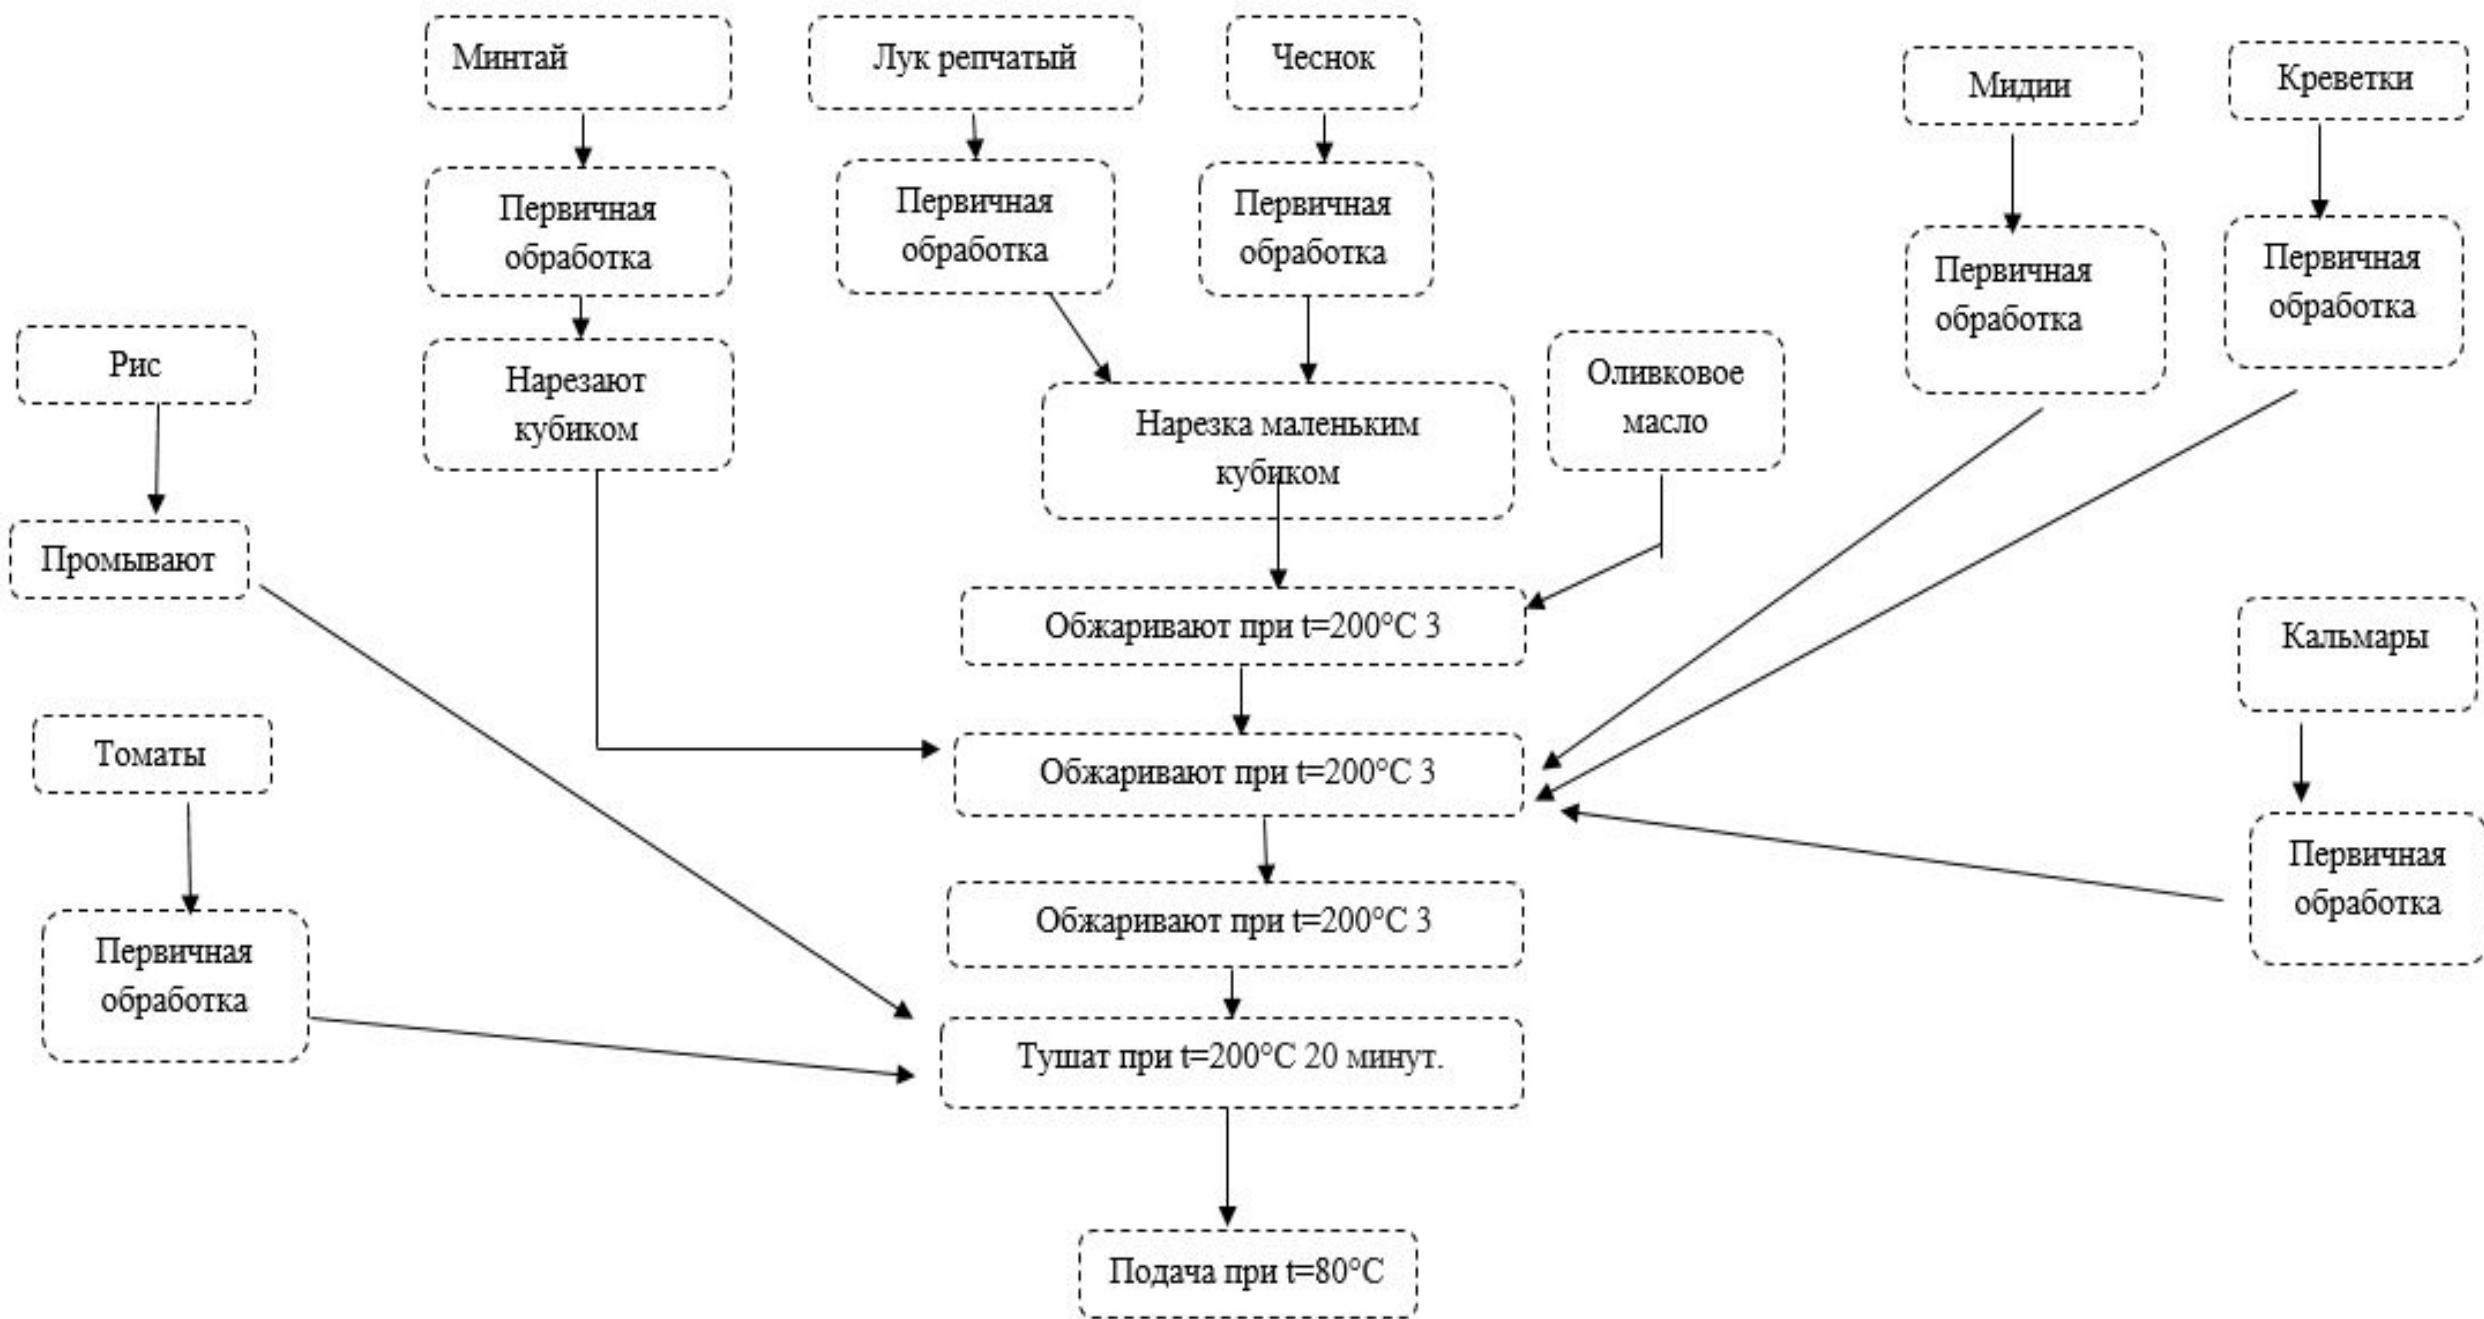 Минтай
Лук репчатый
Чеснок
Мидии
Креветки
Первичная
обработка
Первичная
обработка
Первичная
обработка
Первичная
обработка
Первичная
обработка
Рис
Нарезают
кубиком
Нарезка маленьким
кубиком
Оливковое
масло
Промывают
Обжаривают при t=200°С 3
Кальмары
Томаты
Обжаривают при t=200°С 3
Первичная
обработка
Обжаривают при t=200°С 3
Первичная
обработка
Тушат при t=200°С 20 минут.
Подача при t=80°С